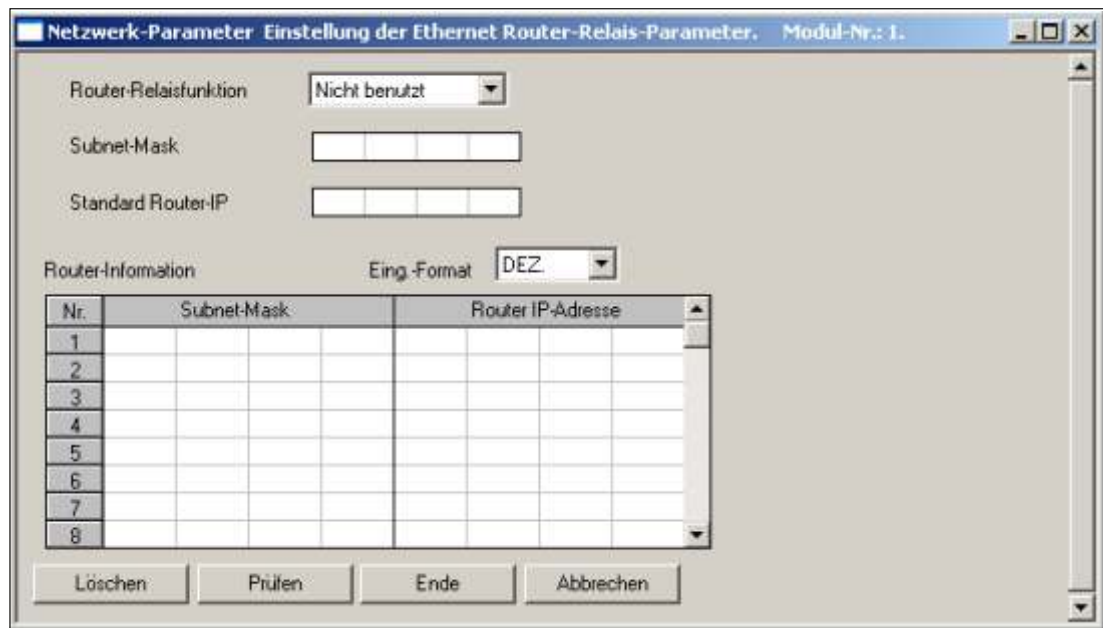 Netzwerk-Parameter Einstellung der Ethernet Router-Relais-Parameter. Modul-Nr.: 1.
Router-Relaisfunktion Nicht benutzt
Subnet-Mask
Standard Router-IP
Router-Information Eing.-Format DEZ.
Nr. Subnet-Mask Router IP-Adresse
1
2
3
4
5
6
7
8
Löschen Prüfen Ende Abbrechen